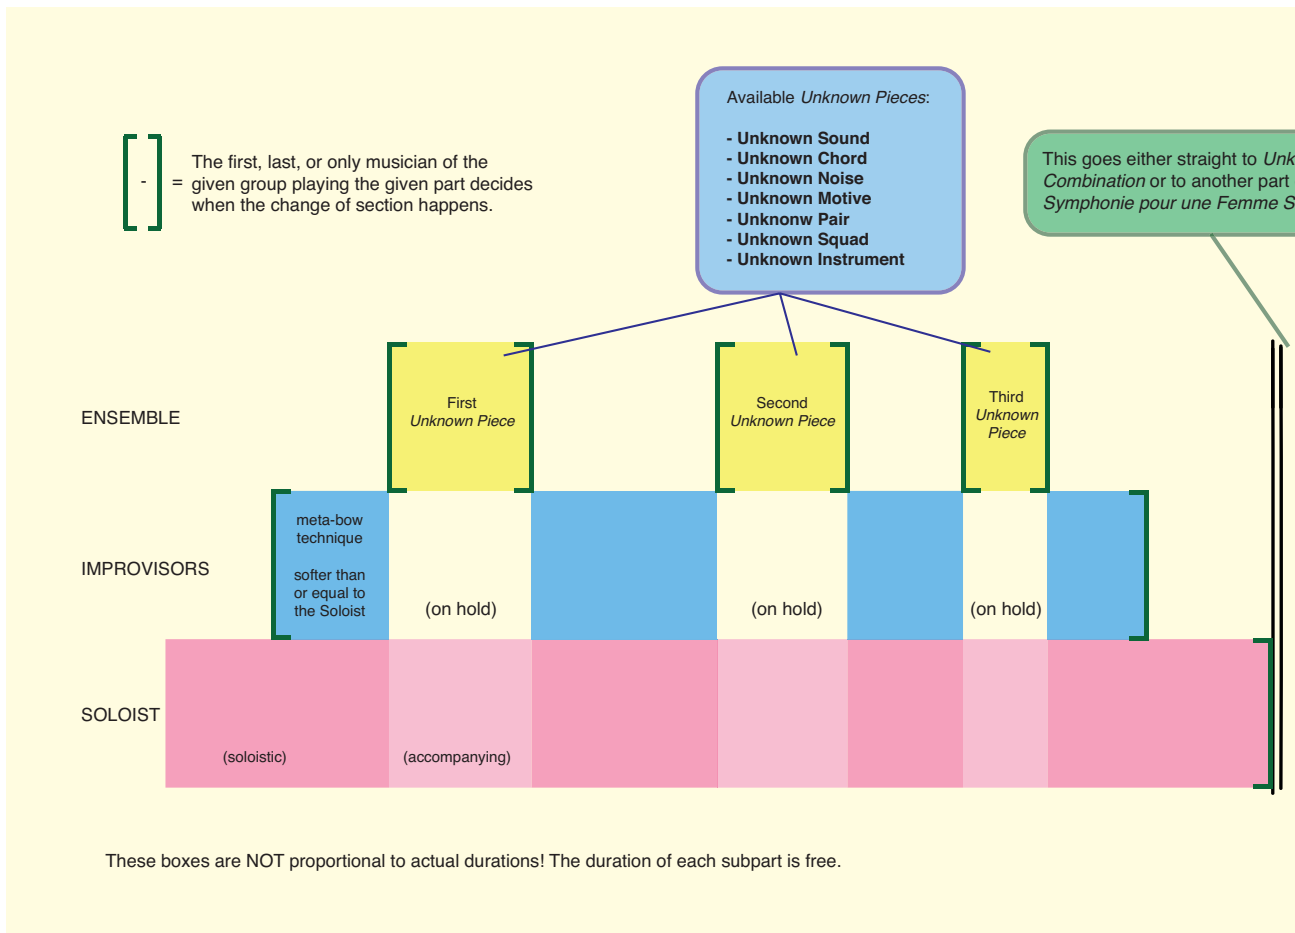 Available Unknown Pieces:
- Unknown Sound
- Unknown Chord
- Unknown Noise
- Unknown Motive
- Unknonw Pair
- Unknown Squad
- Unknown Instrument
-
=
The first, last, or only musician of the
given group playing the given part decides
when the change of section happens.
This goes either straight to
Combination or to another part
Symphonie pour une Femme
ENSEMBLE
First
Unknown Piece
Second
Unknown Piece
Third
Unknown
Piece
IMPROVISORS
meta-bow
technique
softer than
or equal to
the Soloist
(on hold)
(on hold)
(on hold)
SOLOIST
(soloistic)
(accompanying)
These boxes are NOT proportional to actual durations! The duration of each subpart is free.